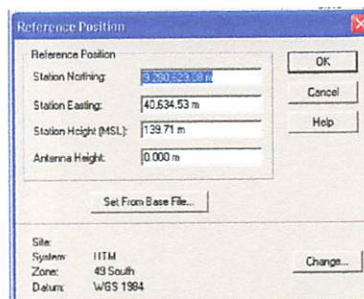 Reference Position
Reference Position
Station Northing:
Station Easting: 40,634.53 m
Station Height (MSL): 139.71 m
Antenna Height: 0.000 m
OK
Cancel
Help
Set From Base File...
Site:
System: UTM
Zone: 49 South
Datum: WGS 1984
Change...